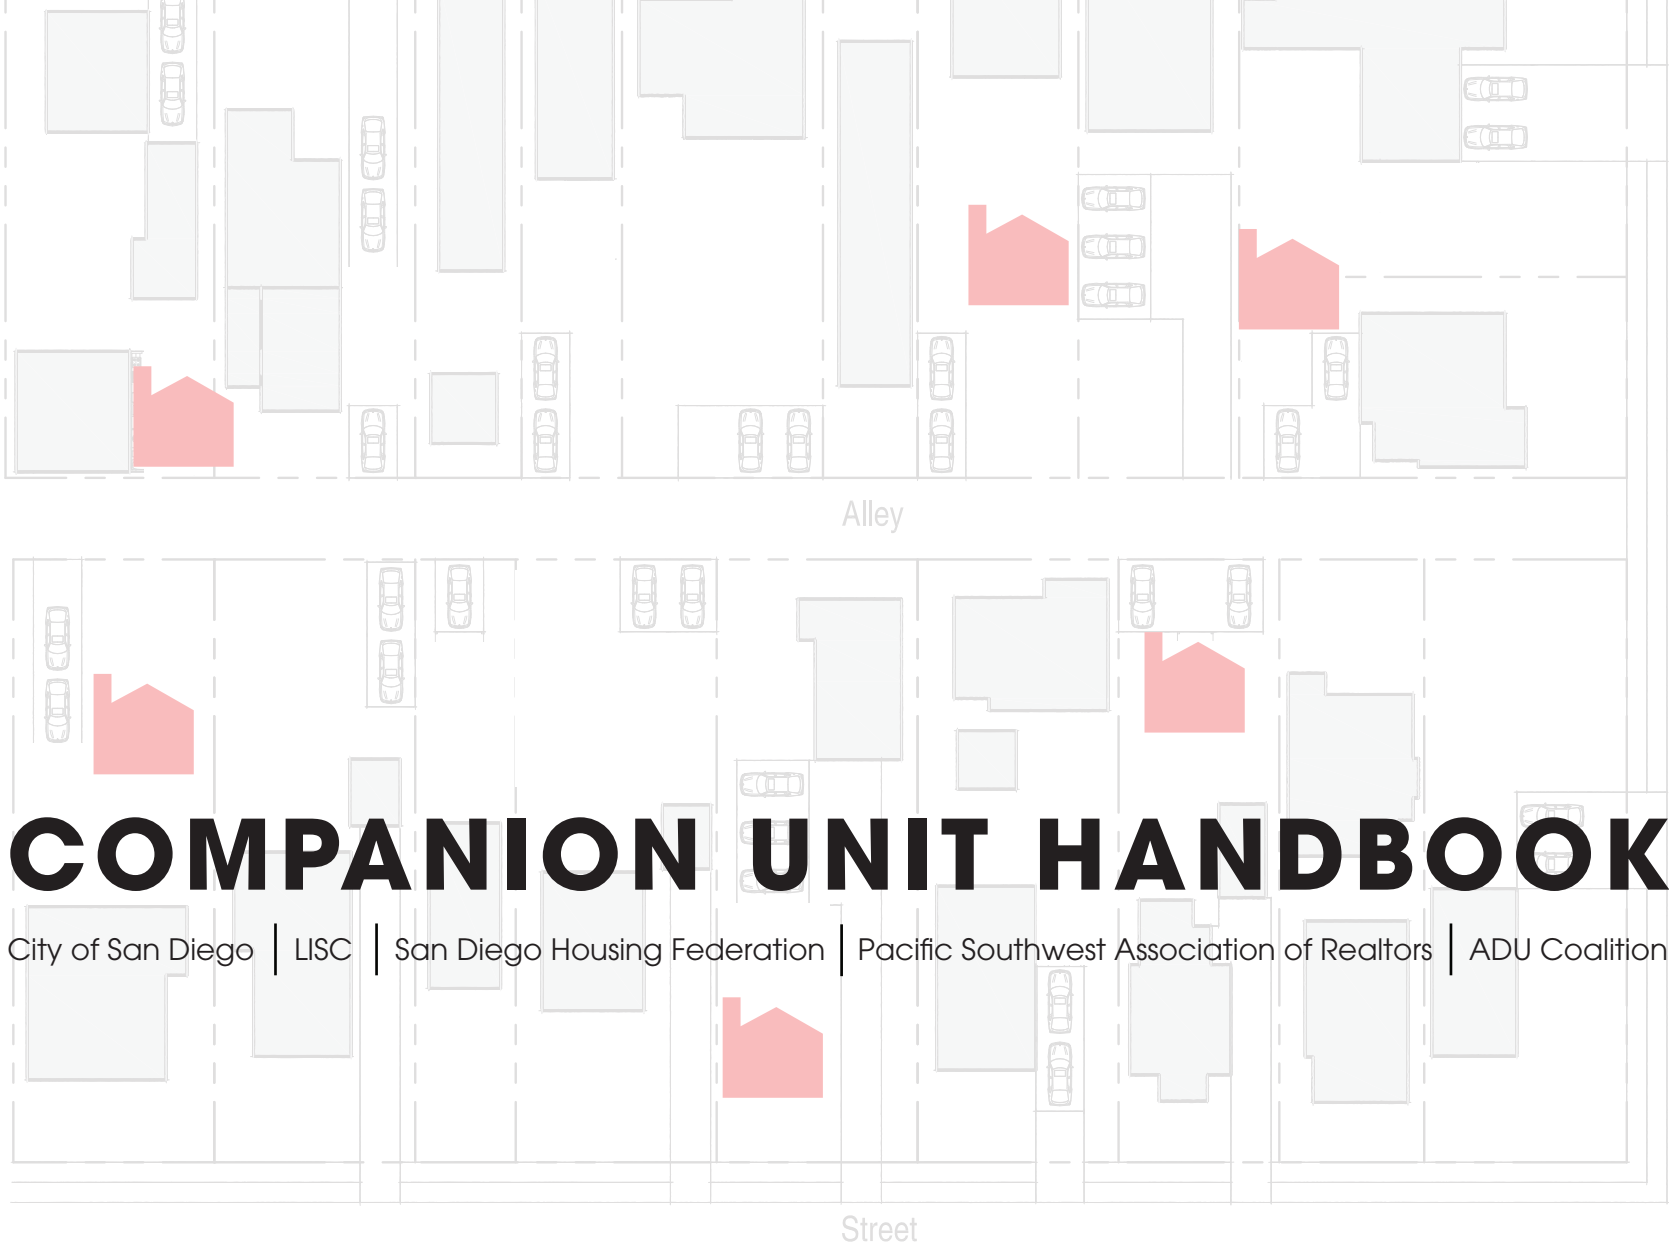 Alley
COMPANION UNIT HANDBOOK
City of San Diego | LISC | San Diego Housing Federation | Pacific Southwest Association of Realtors | ADU Coalition
Street